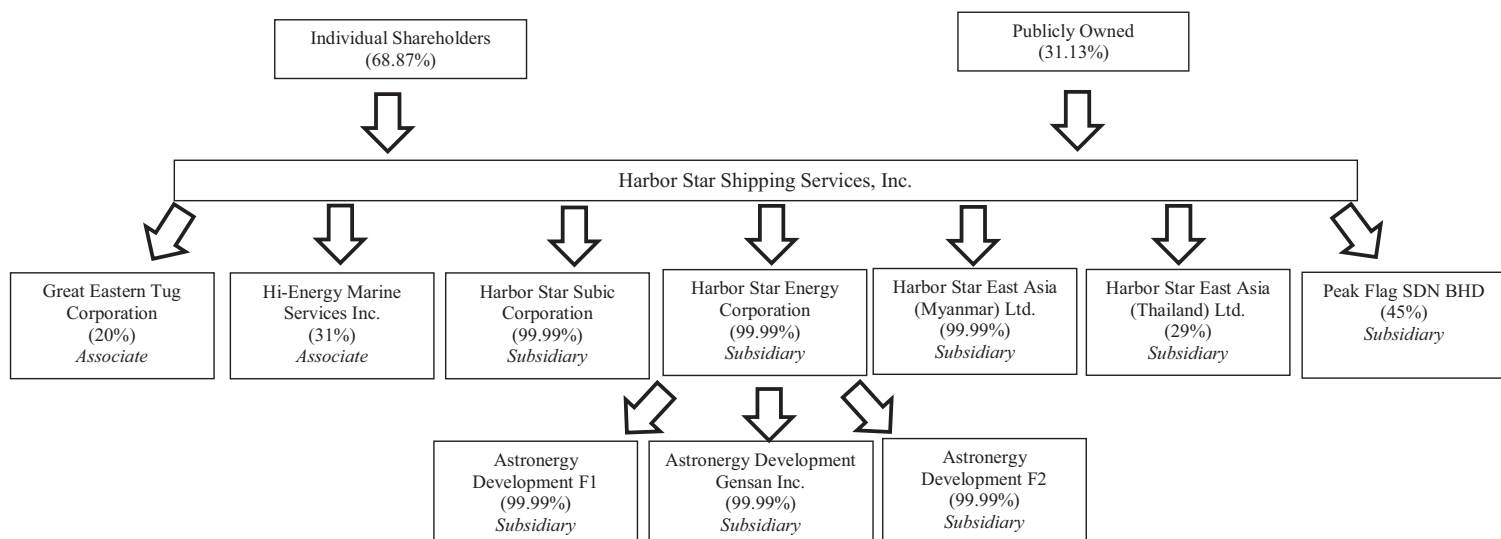 Individual Shareholders
(68.87%)
Publicly Owned
(31.13%)
Harbor Star Shipping Services, Inc.
Great Eastern Tug
Corporation
(20%)
Associate
Hi-Energy Marine
Services Inc.
(31%)
Associate
Harbor Star Subic
Corporation
(99.99%)
Subsidiary
Harbor Star Energy
Corporation
(99.99%)
Subsidiary
Harbor Star East Asia
(Myanmar) Ltd.
(99.99%)
Subsidiary
Harbor Star East Asia
(Thailand) Ltd.
(29%)
Subsidiary
Peak Flag SDN BHD
(45%)
Subsidiary
Astronergy
Development F1
(99.99%)
Subsidiary
Astronergy Development
Gensan Inc.
(99.99%)
Subsidiary
Astronergy
Development F2
(99.99%)
Subsidiary